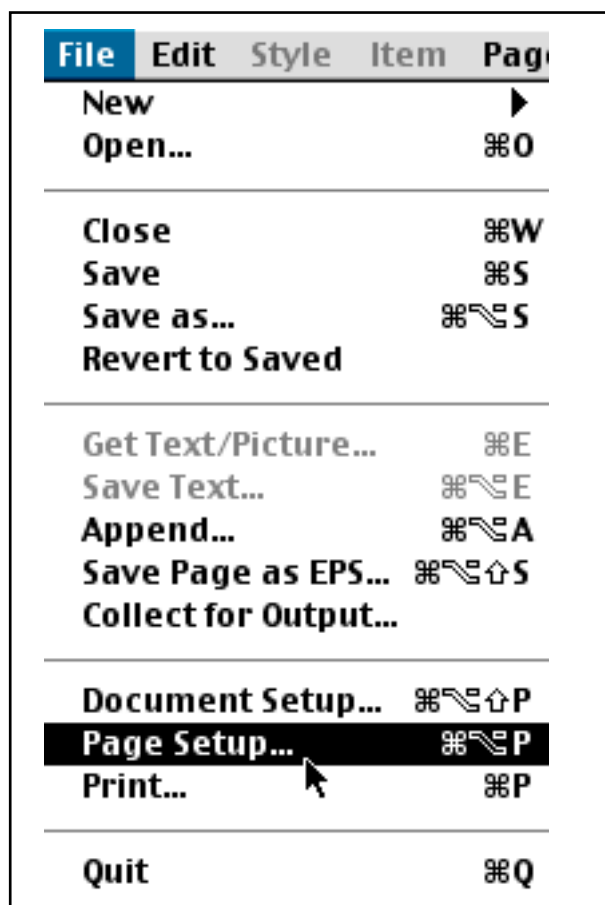 File Edit Style Item Pag
New ▶
Open... ⌘O
Close ⌘W
Save ⌘S
Save as... ⌘⌥S
Revert to Saved
Get Text/Picture... ⌘E
Save Text... ⌘⌥E
Append... ⌘⌥A
Save Page as EPS... ⌘⌥⇧S
Collect for Output...
Document Setup... ⌘⌥⇧P
Page Setup... ⌘⌥P
Print... ⌘P
Quit ⌘Q